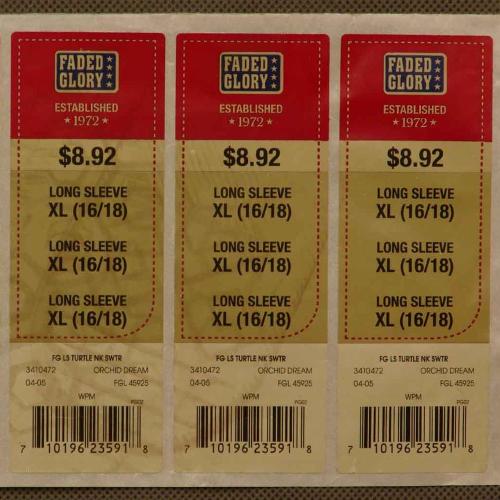 FADED
GLORY
ESTABLISHED
★ 1972 ★
$8.92
LONG SLEEVE
XL (16/18)
LONG SLEEVE
XL (16/18)
LONG SLEEVE
XL (16/18)
FG LS TURTLE NK SWTR
3410472 ORCHID DREAM
04-05 FGL 45925
WPM
PG02
7 10196 23591 8
FADED
GLORY
ESTABLISHED
★ 1972 ★
$8.92
LONG SLEEVE
XL (16/18)
LONG SLEEVE
XL (16/18)
LONG SLEEVE
XL (16/18)
FG LS TURTLE NK SWTR
3410472 ORCHID DREAM
04-05 FGL 45925
WPM
PG02
7 10196 23591 8
FADED
GLORY
ESTABLISHED
★ 1972 ★
$8.92
LONG SLEEVE
XL (16/18)
LONG SLEEVE
XL (16/18)
LONG SLEEVE
XL (16/18)
FG LS TURTLE NK SWTR
3410472 ORCHID DREAM
04-05 FGL 45925
WPM
PG02
7 10196 23591 8